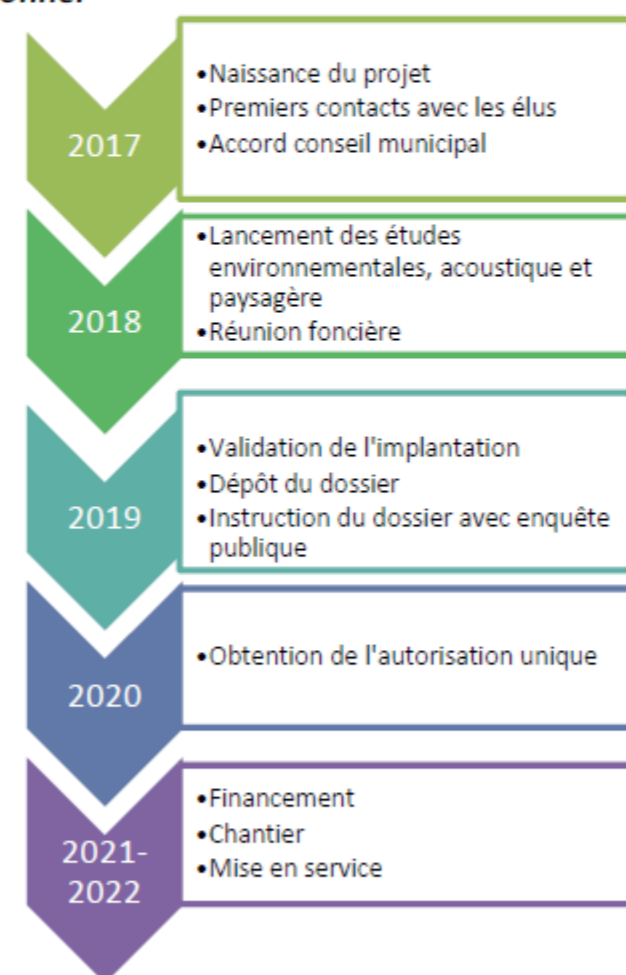 2017
•Naissance du projet
•Premiers contacts avec les élus
•Accord conseil municipal
2018
•Lancement des études
environnementales, acoustique et
paysagère
•Réunion foncière
2019
•Validation de l'implantation
•Dépôt du dossier
•Instruction du dossier avec enquête
publique
2020
•Obtention de l'autorisation unique
2021-
2022
•Financement
•Chantier
•Mise en service